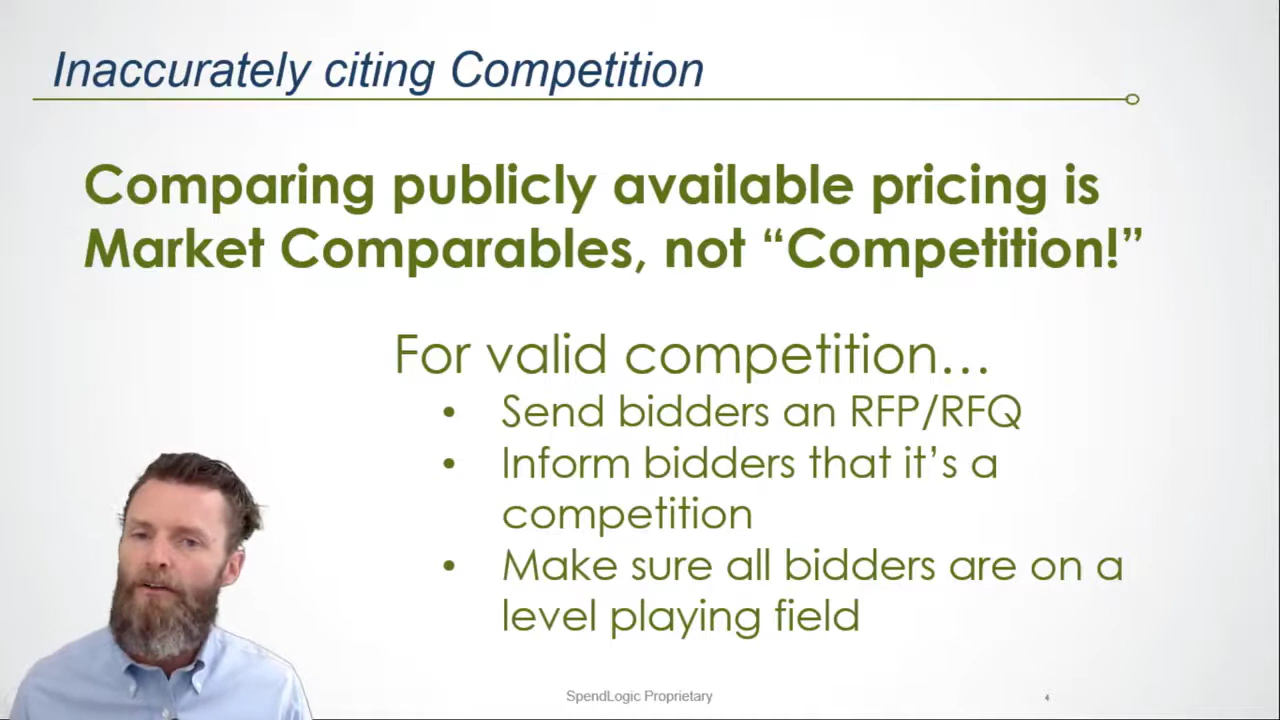 Inaccurately citing Competition
Comparing publicly available pricing is
Market Comparables, not “Competition!”
For valid competition…
• Send bidders an RFP/RFQ
• Inform bidders that it’s a
competition
• Make sure all bidders are on a
level playing field
SpendLogic Proprietary
4